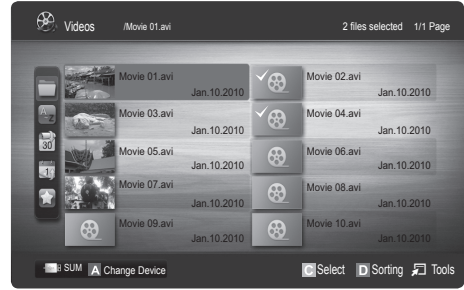 Videos /Movie 01.avi 2 files selected 1/1 Page
Movie 01.avi Movie 02.avi
Jan.10.2010 Jan.10.2010
Movie 03.avi Movie 04.avi
Jan.10.2010 Jan.10.2010
Movie 05.avi Movie 06.avi
Jan.10.2010 Jan.10.2010
Movie 07.avi Movie 08.avi
Jan.10.2010 Jan.10.2010
Movie 09.avi Movie 10.avi
Jan.10.2010 Jan.10.2010
A Z
30
1
SUM A Change Device C Select D Sorting Tools